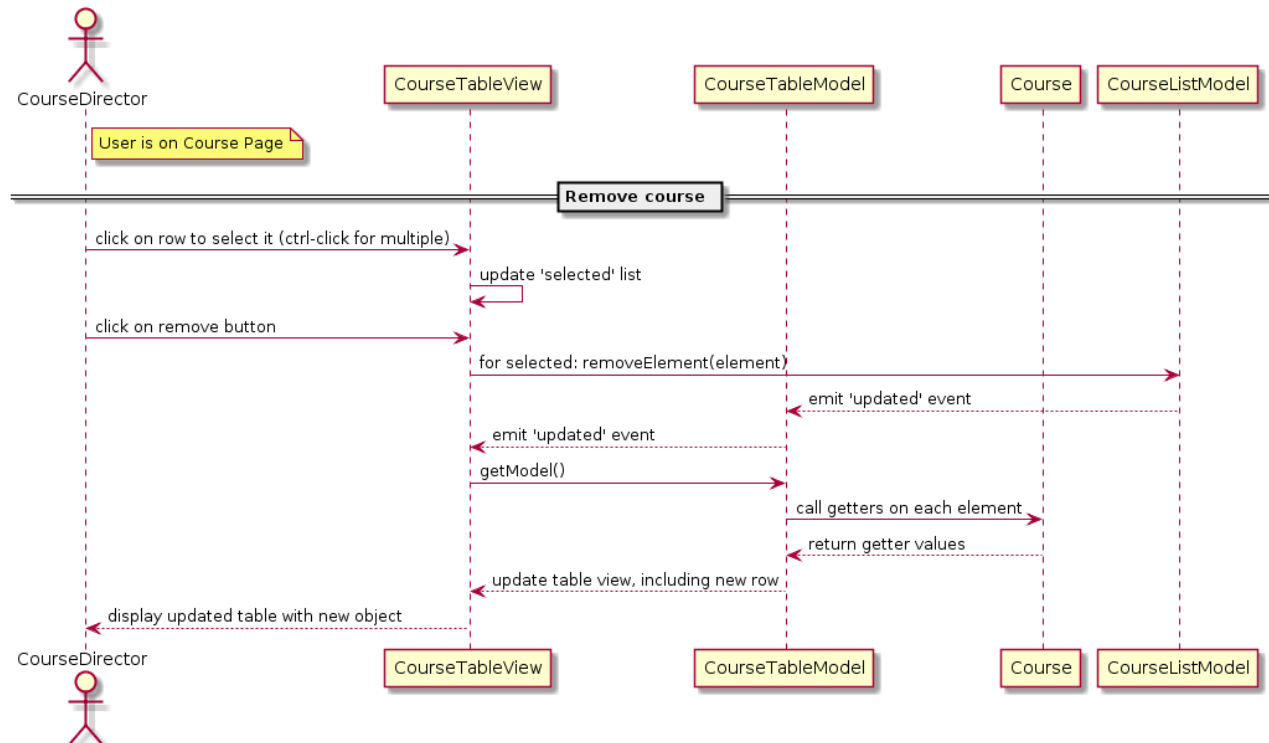 CourseDirector
CourseTableView
CourseTableModel
Course
CourseListModel
User is on Course Page
Remove course
click on row to select it (ctrl-click for multiple)
update 'selected' list
click on remove button
for selected: removeElement(element)
emit 'updated' event
emit 'updated' event
getModel()
call getters on each element
return getter values
update table view, including new row
display updated table with new object
CourseDirector
CourseTableView
CourseTableModel
Course
CourseListModel